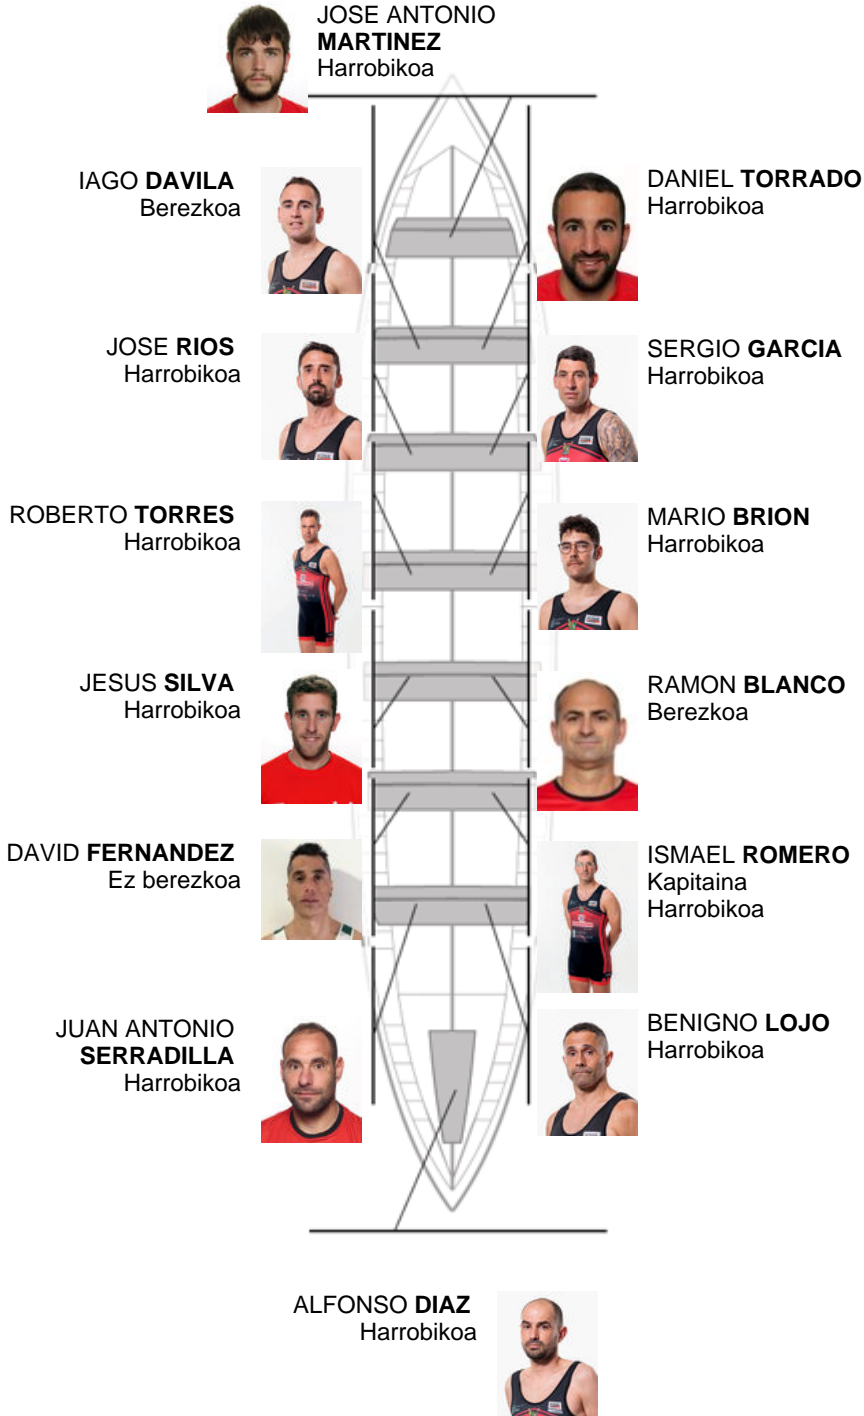 JOSE ANTONIO
MARTINEZ
Harrobikoa
IAGO DAVILA
Berezkoa
DANIEL TORRADO
Harrobikoa
JOSE RIOS
Harrobikoa
SERGIO GARCIA
Harrobikoa
ROBERTO TORRES
Harrobikoa
MARIO BRION
Harrobikoa
JESUS SILVA
Harrobikoa
RAMON BLANCO
Berezkoa
DAVID FERNANDEZ
Ez berezkoa
ISMAEL ROMERO
Kapitaina
Harrobikoa
JUAN ANTONIO
SERRADILLA
Harrobikoa
BENIGNO LOJO
Harrobikoa
ALFONSO DIAZ
Harrobikoa